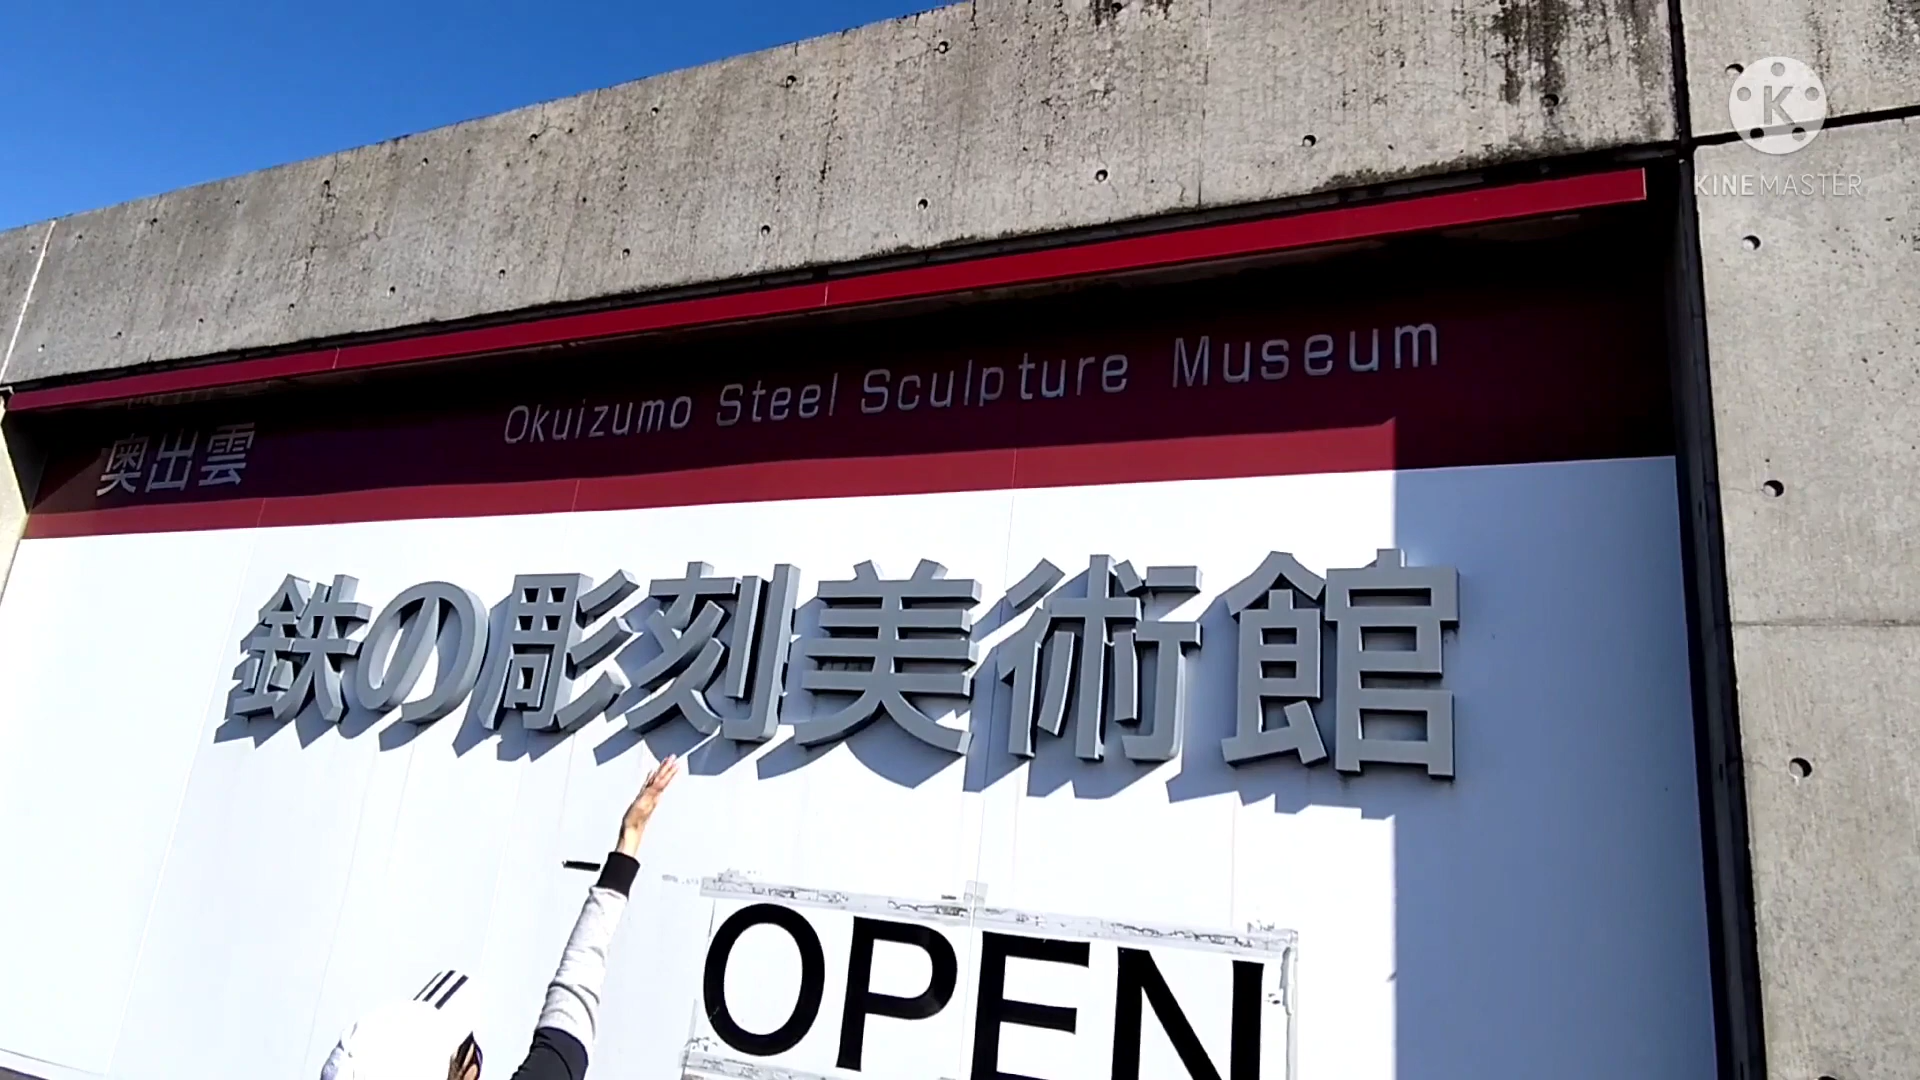 Okuizumo Steel Sculpture Museum
奥出雲
鉄の彫刻美術館
OPEN
KINEMASTER